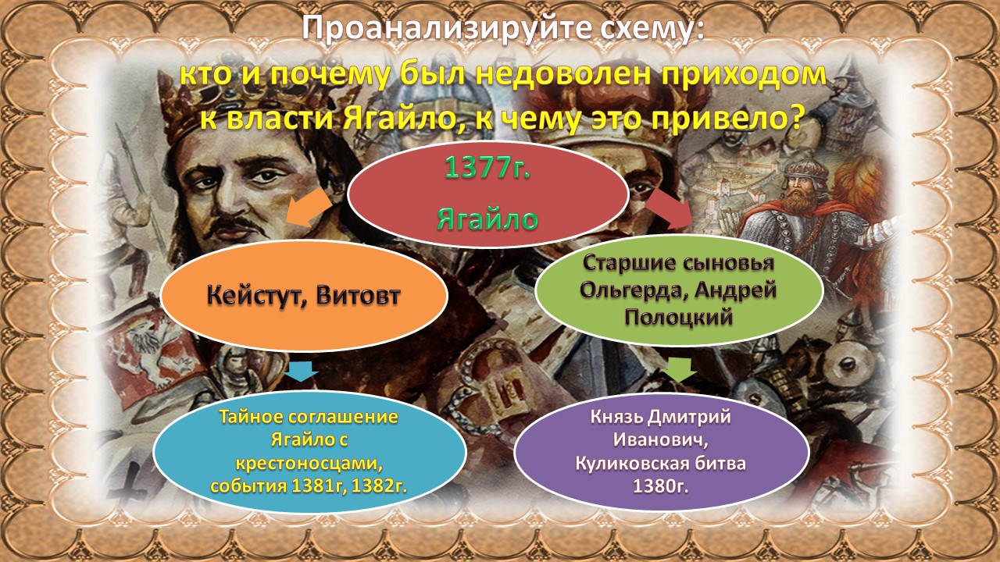 Проанализируйте схему:
кто и почему был недоволен приходом
к власти Ягайло, к чему это привело?
1377г.
Ягайло
Кейстут, Витовт
Старшие сыновья
Ольгерда, Андрей
Полоцкий
Тайное соглашение
Ягайло с
крестоносцами,
события 1381г, 1382г.
Князь Дмитрий
Иванович,
Куликовская битва
1380г.